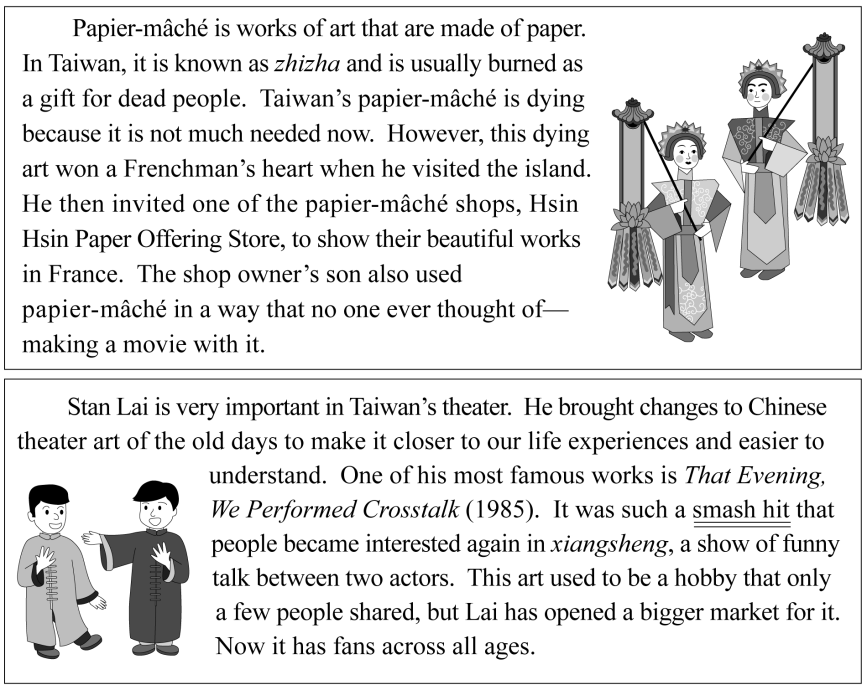 Papier-mâché is works of art that are made of paper.
In Taiwan, it is known as zhizha and is usually burned as
a gift for dead people. Taiwan's papier-mâché is dying
because it is not much needed now. However, this dying
art won a Frenchman's heart when he visited the island.
He then invited one of the papier-mâché shops, Hsin
Hsin Paper Offering Store, to show their beautiful works
in France. The shop owner's son also used
papier-mâché in a way that no one ever thought of—
making a movie with it.
Stan Lai is very important in Taiwan's theater. He brought changes to Chinese
theater art of the old days to make it closer to our life experiences and easier to
understand. One of his most famous works is That Evening,
We Performed Crosstalk (1985). It was such a smash hit that
people became interested again in xiangsheng, a show of funny
talk between two actors. This art used to be a hobby that only
a few people shared, but Lai has opened a bigger market for it.
Now it has fans across all ages.